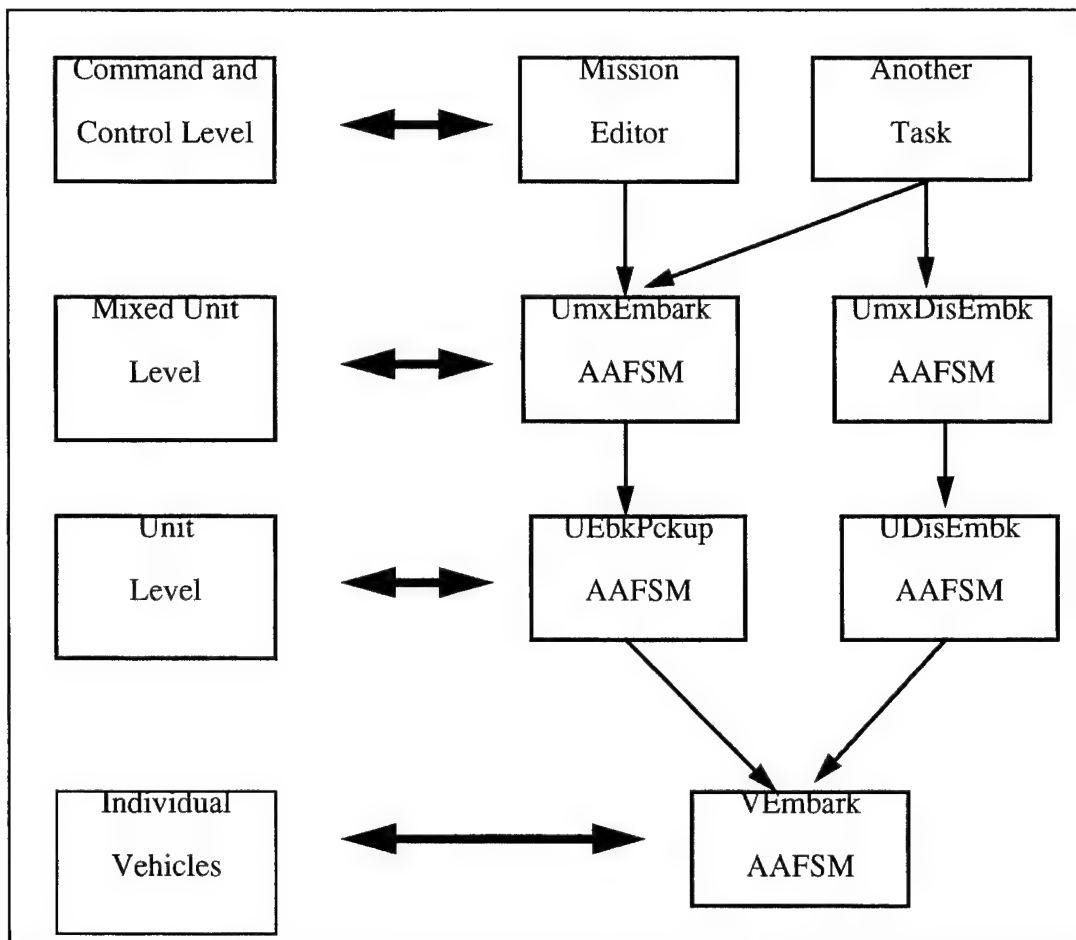 Command and
Control Level
Mission
Editor
Another
Task
Mixed Unit
Level
UmxEmbark
AAFSM
UmxDisEmbk
AAFSM
Unit
Level
UEbkPckup
AAFSM
UDisEmbk
AAFSM
Individual
Vehicles
VEmbark
AAFSM